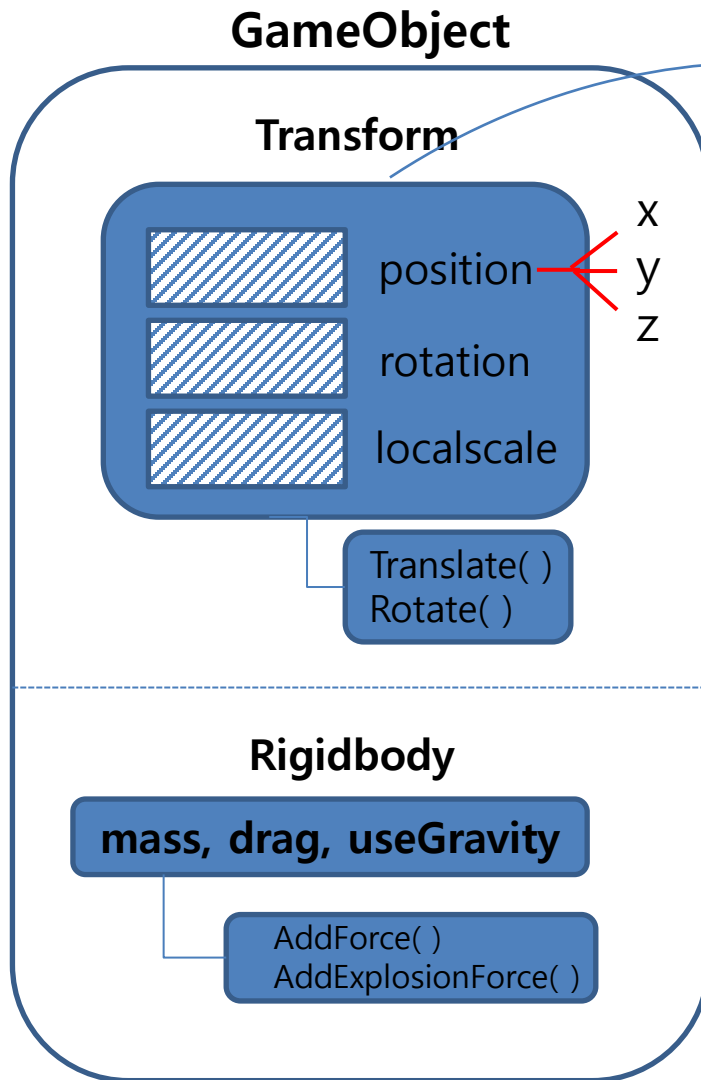 GameObject
Transform
position
x
y
z
rotation
localscale
Translate( )
Rotate( )
Rigidbody
mass, drag, useGravity
AddForce( )
AddExplosionForce( )